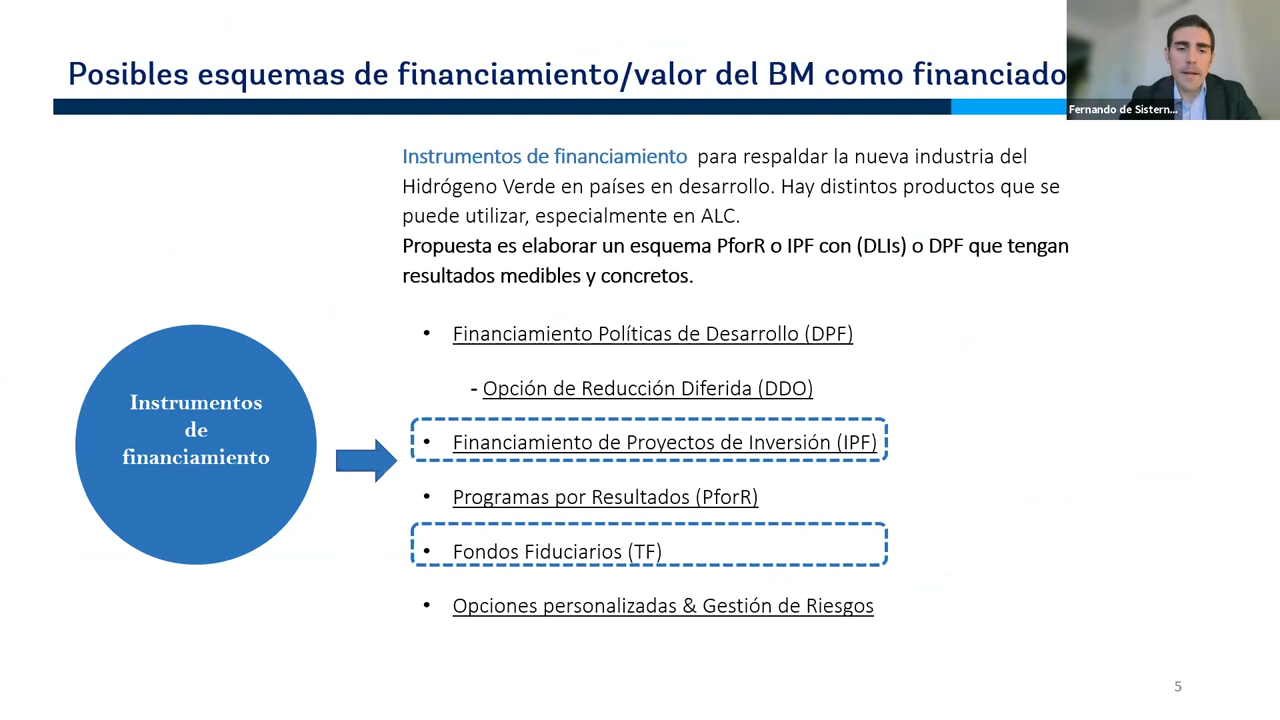 Posibles esquemas de financiamiento/valor del BM como financiado
Fernando de Sistern...
Instrumentos de financiamiento para respaldar la nueva industria del
Hidrógeno Verde en países en desarrollo. Hay distintos productos que se
puede utilizar, especialmente en ALC.
Propuesta es elaborar un esquema PforR o IPF con (DLIs) o DPF que tengan
resultados medibles y concretos.
Instrumentos
de
financiamiento
• Financiamiento Políticas de Desarrollo (DPF)
- Opción de Reducción Diferida (DDO)
• Financiamiento de Proyectos de Inversión (IPF)
• Programas por Resultados (PforR)
• Fondos Fiduciarios (TF)
• Opciones personalizadas & Gestión de Riesgos
5